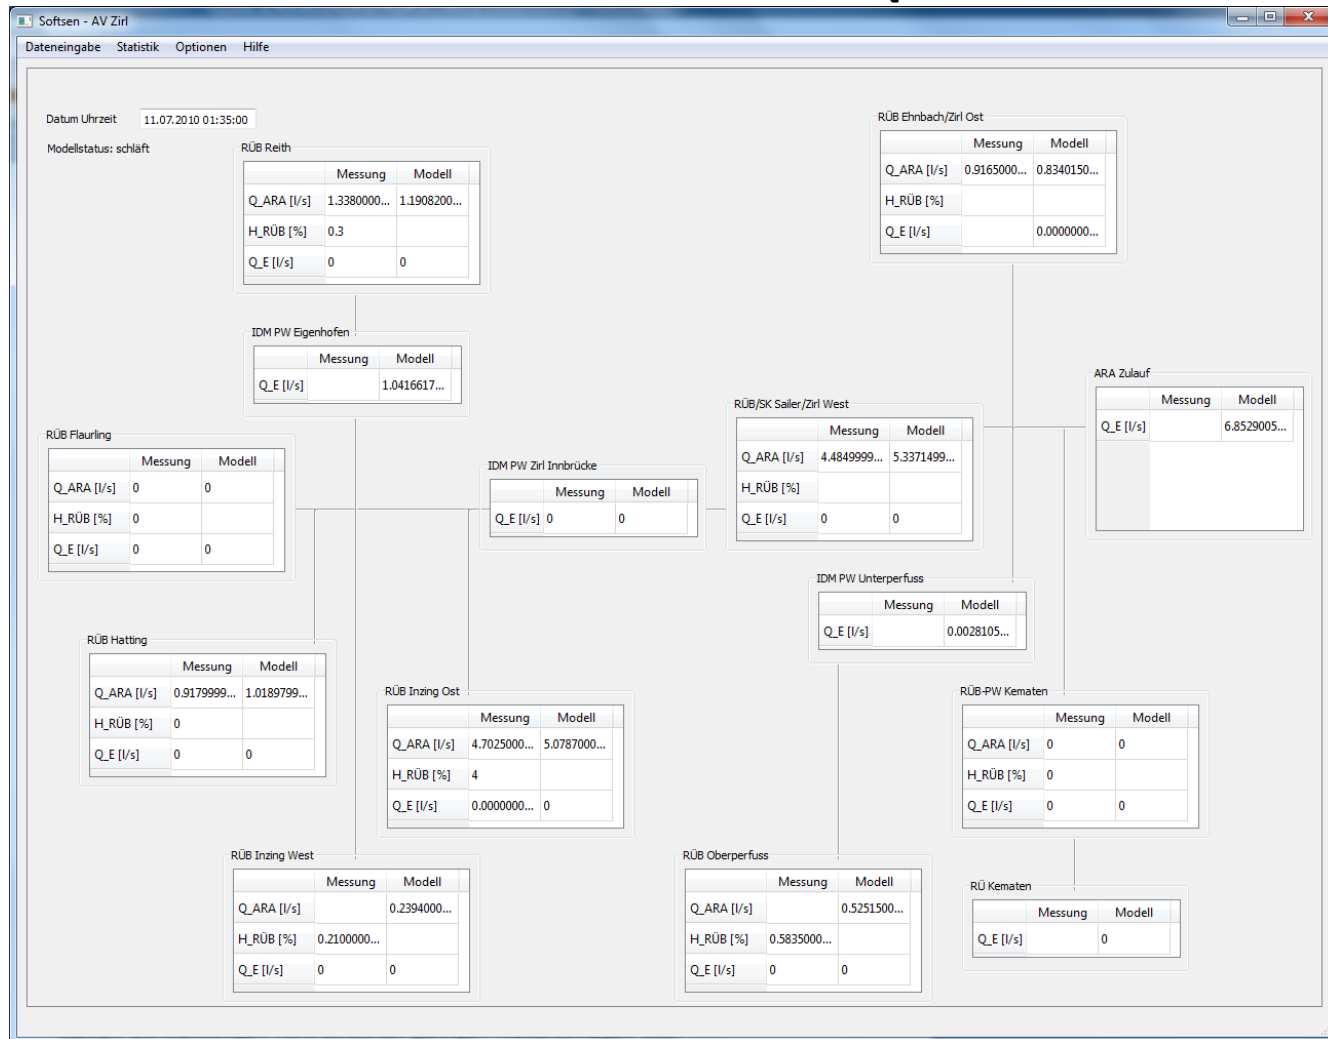 Softsen - AV Zirl
Dateneingabe Statistik Optionen Hilfe
Datum Uhrzeit 11.07.2010 01:35:00
Modellstatus: schläft
RÜB Reith
Messung Modell
Q_ARA [l/s] 1.3380000... 1.1908200...
H_RÜB [%] 0.3
Q_E [l/s] 0 0
RÜB Ehnbach/Zirl Ost
Messung Modell
Q_ARA [l/s] 0.9165000... 0.8340150...
H_RÜB [%]
Q_E [l/s] 0.0000000...
IDM PW Eigenhofen
Messung Modell
Q_E [l/s] 1.0416617...
ARA Zulauf
Messung Modell
Q_E [l/s] 6.8529005...
RÜB/SK Sailer/Zirl West
Messung Modell
Q_ARA [l/s] 4.4849999... 5.3371499...
H_RÜB [%]
Q_E [l/s] 0 0
RÜB Flaurling
Messung Modell
Q_ARA [l/s] 0 0
H_RÜB [%] 0
Q_E [l/s] 0 0
IDM PW Zirl Innbrücke
Messung Modell
Q_E [l/s] 0 0
IDM PW Unterperfuss
Messung Modell
Q_E [l/s] 0.0028105...
RÜB Hatting
Messung Modell
Q_ARA [l/s] 0.9179999... 1.0189799...
H_RÜB [%] 0
Q_E [l/s] 0 0
RÜB Inzing Ost
Messung Modell
Q_ARA [l/s] 4.7025000... 5.0787000...
H_RÜB [%] 4
Q_E [l/s] 0.0000000... 0
RÜB-PW Kematen
Messung Modell
Q_ARA [l/s] 0 0
H_RÜB [%] 0
Q_E [l/s] 0 0
RÜB Inzing West
Messung Modell
Q_ARA [l/s] 0.2394000...
H_RÜB [%] 0.2100000...
Q_E [l/s] 0 0
RÜB Oberperfuss
Messung Modell
Q_ARA [l/s] 0.5251500...
H_RÜB [%] 0.5835000...
Q_E [l/s] 0 0
RÜ Kematen
Messung Modell
Q_E [l/s] 0